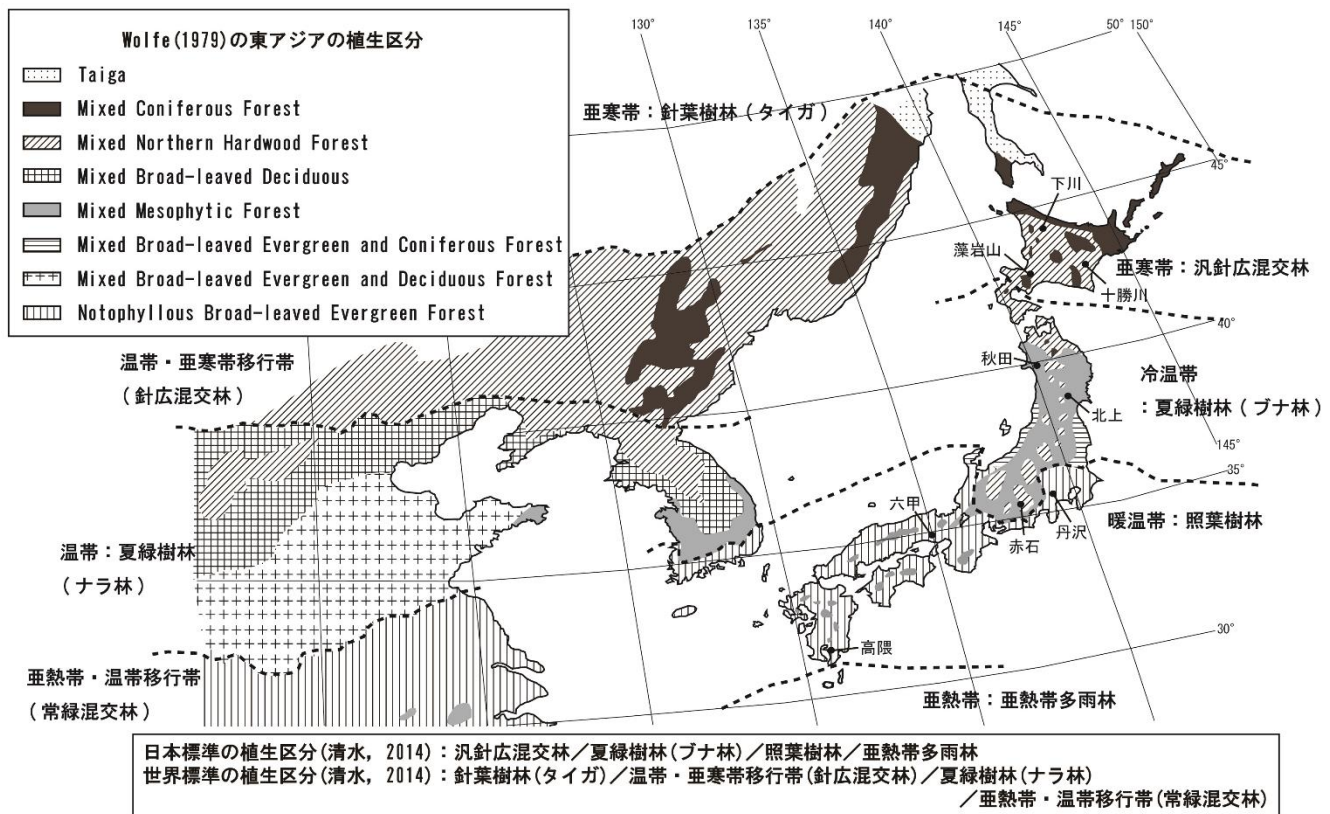 Wolfe(1979)の東アジアの植生区分
Taiga
Mixed Coniferous Forest
Mixed Northern Hardwood Forest
Mixed Broad-leaved Deciduous
Mixed Mesophytic Forest
Mixed Broad-leaved Evergreen and Coniferous Forest
Mixed Broad-leaved Evergreen and Deciduous Forest
Notophyllous Broad-leaved Evergreen Forest
130°
135°
140°
145°
50°
150°
亜寒帯：針葉樹林(タイガ)
45°
下川
藻岩山
亜寒帯：汎針広混交林
十勝川
40°
温帯・亜寒帯移行帯
(針広混交林)
秋田
冷温帯
：夏緑樹林(ブナ林)
北上
145°
35°
六甲
暖温帯：照葉樹林
丹沢
赤石
温帯：夏緑樹林
(ナラ林)
30°
高隈
亜熱帯・温帯移行帯
(常緑混交林)
亜熱帯：亜熱帯多雨林
日本標準の植生区分(清水, 2014)：汎針広混交林／夏緑樹林(ブナ林)／照葉樹林／亜熱帯多雨林
世界標準の植生区分(清水, 2014)：針葉樹林(タイガ)／温帯・亜寒帯移行帯(針広混交林)／夏緑樹林(ナラ林)
／亜熱帯・温帯移行帯(常緑混交林)